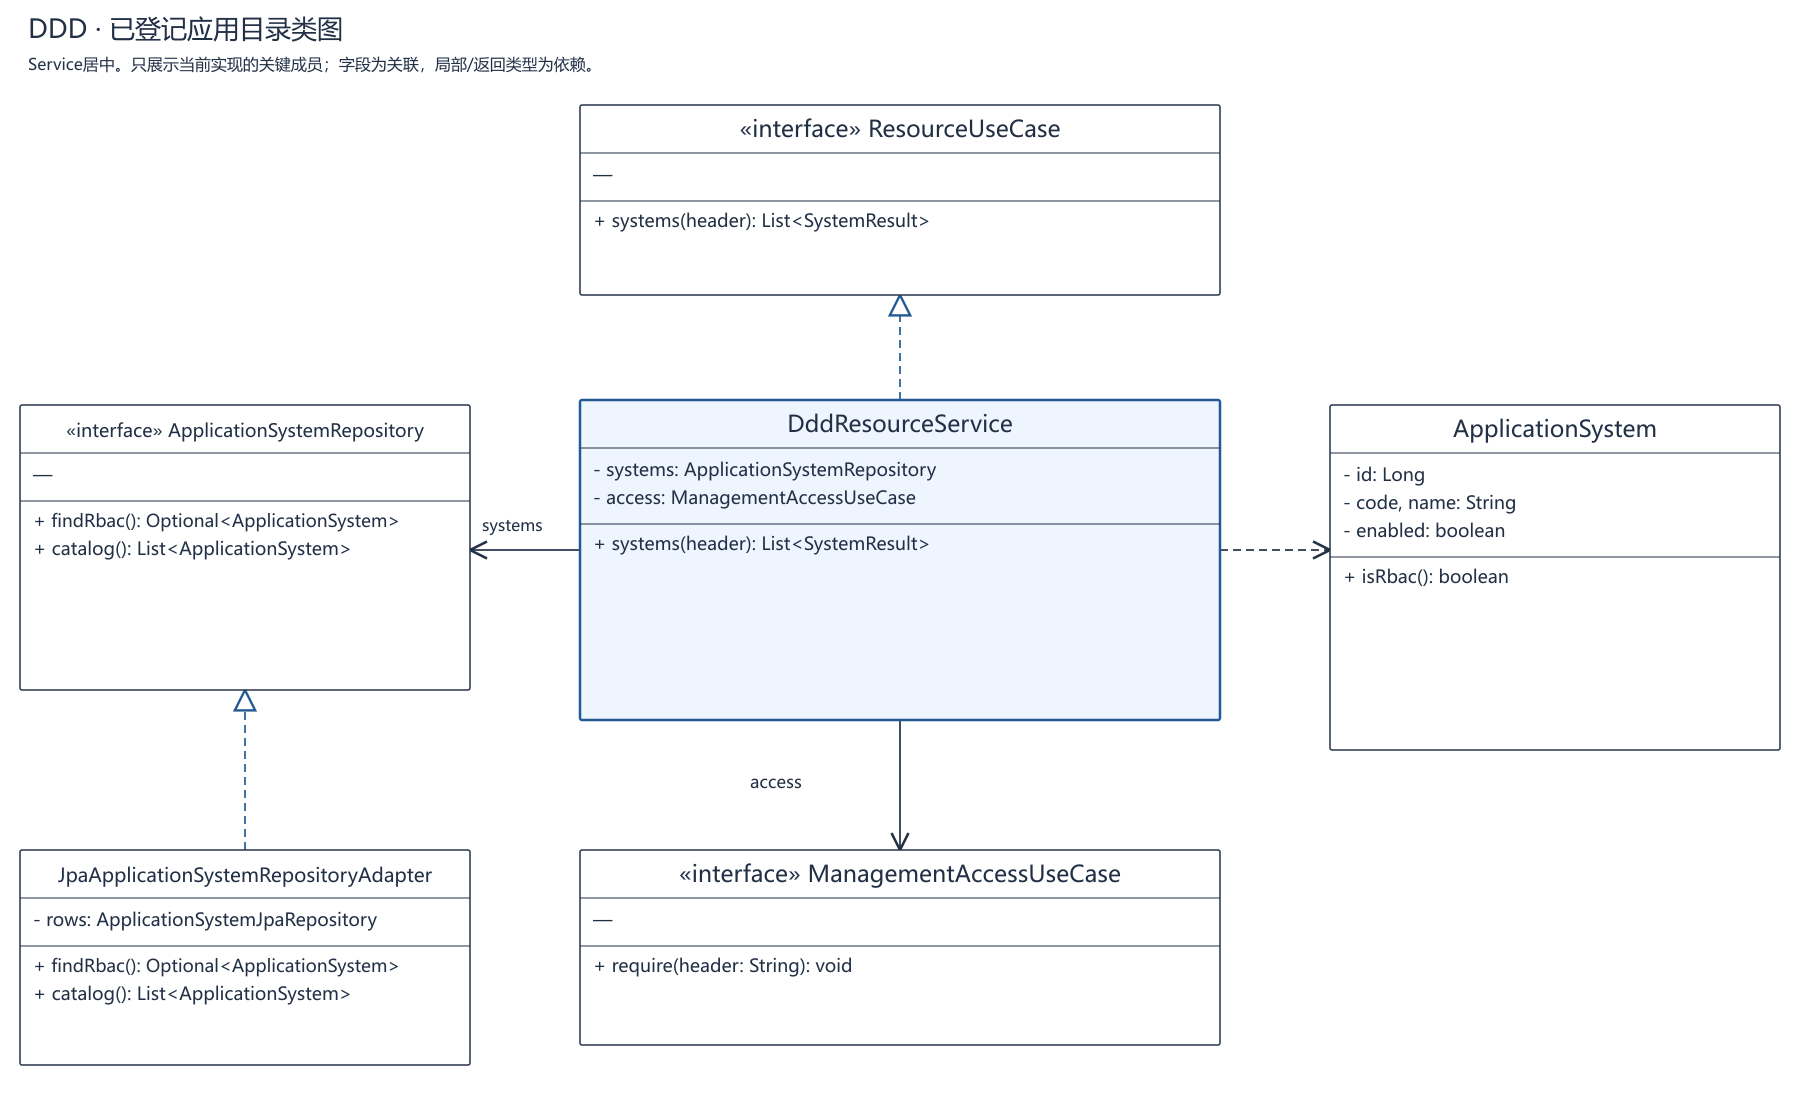 DDD · 已登记应用目录类图
Service居中。只展示当前实现的关键成员；字段为关联，局部/返回类型为依赖。
«interface» ResourceUseCase
—
+ systems(header): List<SystemResult>
«interface» ApplicationSystemRepository
—
+ findRbac(): Optional<ApplicationSystem>
+ catalog(): List<ApplicationSystem>
systems
DddResourceService
- systems: ApplicationSystemRepository
- access: ManagementAccessUseCase
+ systems(header): List<SystemResult>
ApplicationSystem
- id: Long
- code, name: String
- enabled: boolean
+ isRbac(): boolean
access
JpaApplicationSystemRepositoryAdapter
- rows: ApplicationSystemJpaRepository
+ findRbac(): Optional<ApplicationSystem>
+ catalog(): List<ApplicationSystem>
«interface» ManagementAccessUseCase
—
+ require(header: String): void